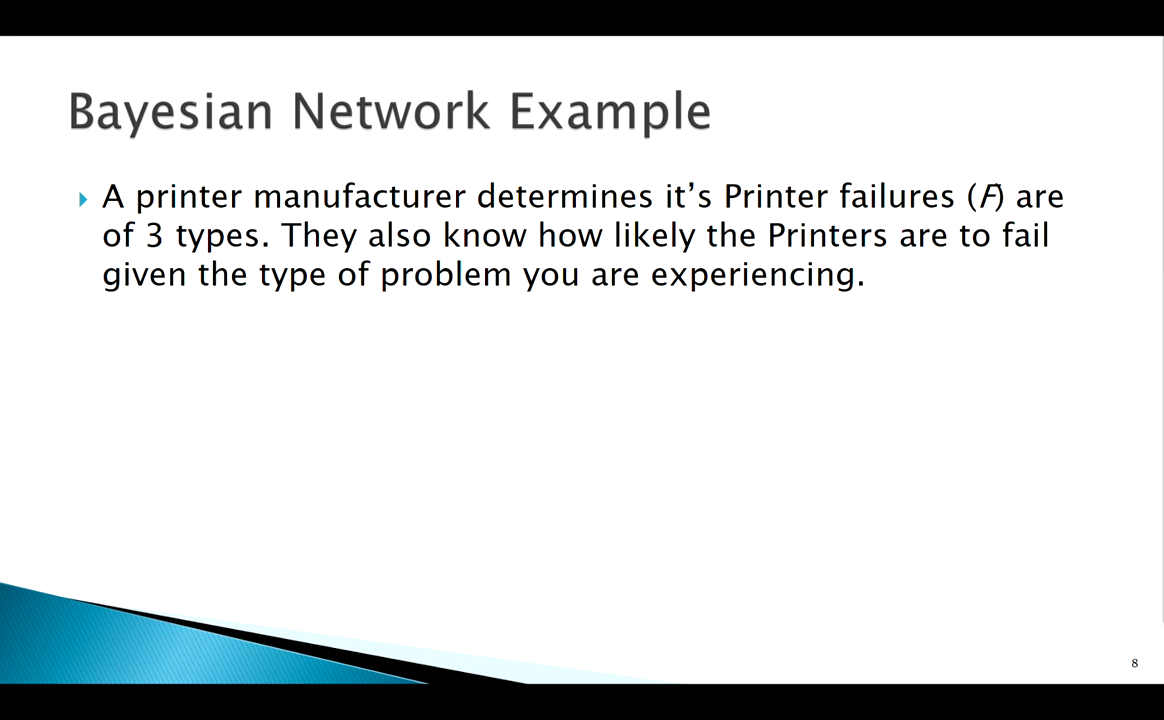 Bayesian Network Example
A printer manufacturer determines it’s Printer failures (F) are
of 3 types. They also know how likely the Printers are to fail
given the type of problem you are experiencing.
8